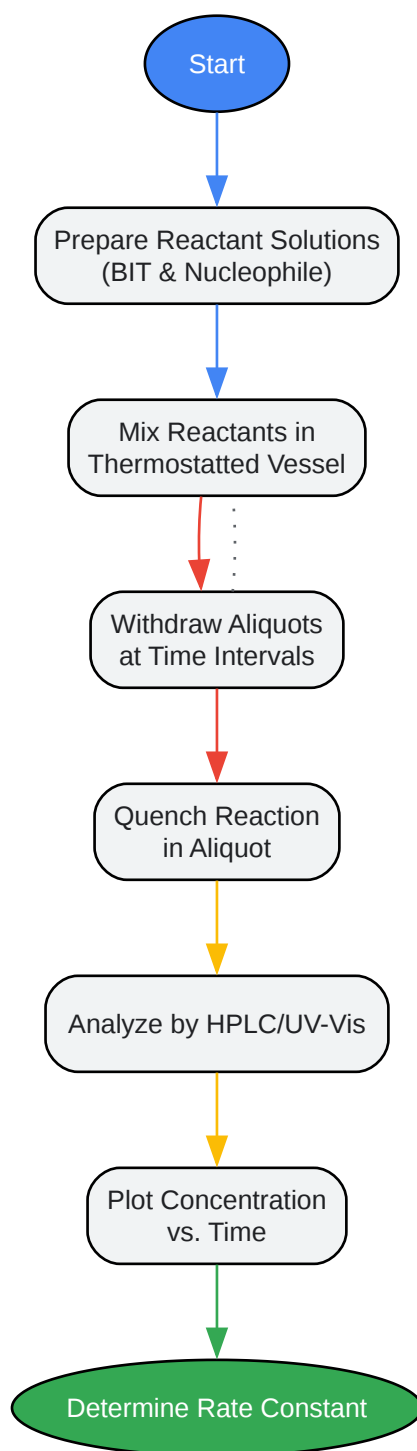 Start
Prepare Reactant Solutions
(BIT & Nucleophile)
Mix Reactants in
Thermostatted Vessel
Withdraw Aliquots
at Time Intervals
Quench Reaction
in Aliquot
Analyze by HPLC/UV-Vis
Plot Concentration
vs. Time
Determine Rate Constant